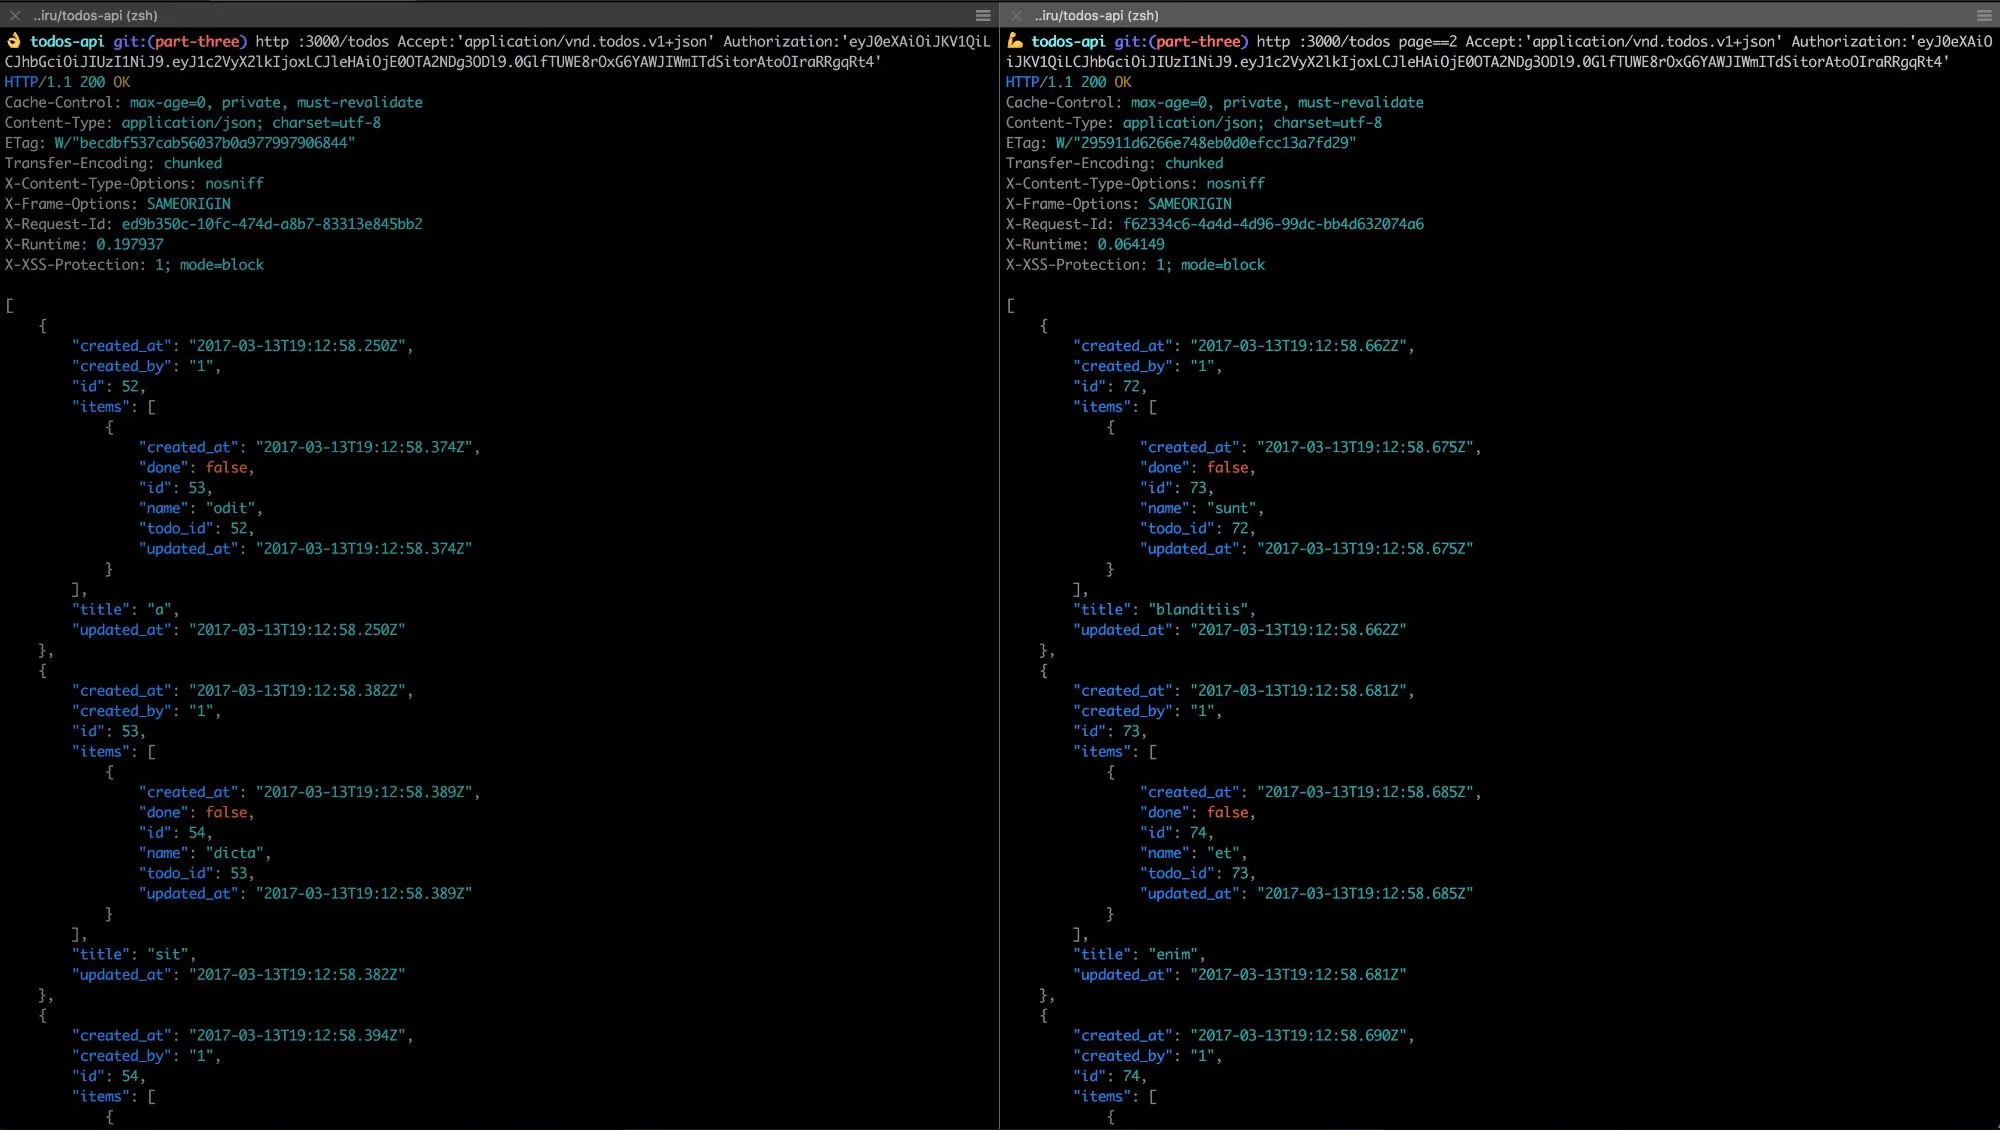 ..iru/todos-api (zsh)
todos-api git:(part-three) http :3000/todos Accept:'application/vnd.todos.v1+json' Authorization:'eyJ0eXAiOiJKV1QiL
CJhbGciOiJIUzI1NiJ9.eyJ1c2VyX2lkIjoxLCJleHAiOjE0OTA2NDg3ODl9.0GlfTUWE8rOxG6YAWJIWmITdSitorAtoOIraRRgqRt4'
HTTP/1.1 200 OK
Cache-Control: max-age=0, private, must-revalidate
Content-Type: application/json; charset=utf-8
ETag: W/"becdbf537cab56037b0a977997906844"
Transfer-Encoding: chunked
X-Content-Type-Options: nosniff
X-Frame-Options: SAMEORIGIN
X-Request-Id: ed9b350c-10fc-474d-a8b7-83313e845bb2
X-Runtime: 0.197937
X-XSS-Protection: 1; mode=block
[
{
"created_at": "2017-03-13T19:12:58.250Z",
"created_by": "1",
"id": 52,
"items": [
{
"created_at": "2017-03-13T19:12:58.374Z",
"done": false,
"id": 53,
"name": "odit",
"todo_id": 52,
"updated_at": "2017-03-13T19:12:58.374Z"
}
],
"title": "a",
"updated_at": "2017-03-13T19:12:58.250Z"
},
{
"created_at": "2017-03-13T19:12:58.382Z",
"created_by": "1",
"id": 53,
"items": [
{
"created_at": "2017-03-13T19:12:58.389Z",
"done": false,
"id": 54,
"name": "dicta",
"todo_id": 53,
"updated_at": "2017-03-13T19:12:58.389Z"
}
],
"title": "sit",
"updated_at": "2017-03-13T19:12:58.382Z"
},
{
"created_at": "2017-03-13T19:12:58.394Z",
"created_by": "1",
"id": 54,
"items": [
{
..iru/todos-api (zsh)
todos-api git:(part-three) http :3000/todos page==2 Accept:'application/vnd.todos.v1+json' Authorization:'eyJ0eXAiO
iJKV1QiLCJhbGciOiJIUzI1NiJ9.eyJ1c2VyX2lkIjoxLCJleHAiOjE0OTA2NDg3ODl9.0GlfTUWE8rOxG6YAWJIWmITdSitorAtoOIraRRgqRt4'
HTTP/1.1 200 OK
Cache-Control: max-age=0, private, must-revalidate
Content-Type: application/json; charset=utf-8
ETag: W/"295911d6266e748eb0d0efcc13a7fd29"
Transfer-Encoding: chunked
X-Content-Type-Options: nosniff
X-Frame-Options: SAMEORIGIN
X-Request-Id: f62334c6-4a4d-4d96-99dc-bb4d632074a6
X-Runtime: 0.064149
X-XSS-Protection: 1; mode=block
[
{
"created_at": "2017-03-13T19:12:58.662Z",
"created_by": "1",
"id": 72,
"items": [
{
"created_at": "2017-03-13T19:12:58.675Z",
"done": false,
"id": 73,
"name": "sunt",
"todo_id": 72,
"updated_at": "2017-03-13T19:12:58.675Z"
}
],
"title": "blanditiis",
"updated_at": "2017-03-13T19:12:58.662Z"
},
{
"created_at": "2017-03-13T19:12:58.681Z",
"created_by": "1",
"id": 73,
"items": [
{
"created_at": "2017-03-13T19:12:58.685Z",
"done": false,
"id": 74,
"name": "et",
"todo_id": 73,
"updated_at": "2017-03-13T19:12:58.685Z"
}
],
"title": "enim",
"updated_at": "2017-03-13T19:12:58.681Z"
},
{
"created_at": "2017-03-13T19:12:58.690Z",
"created_by": "1",
"id": 74,
"items": [
{